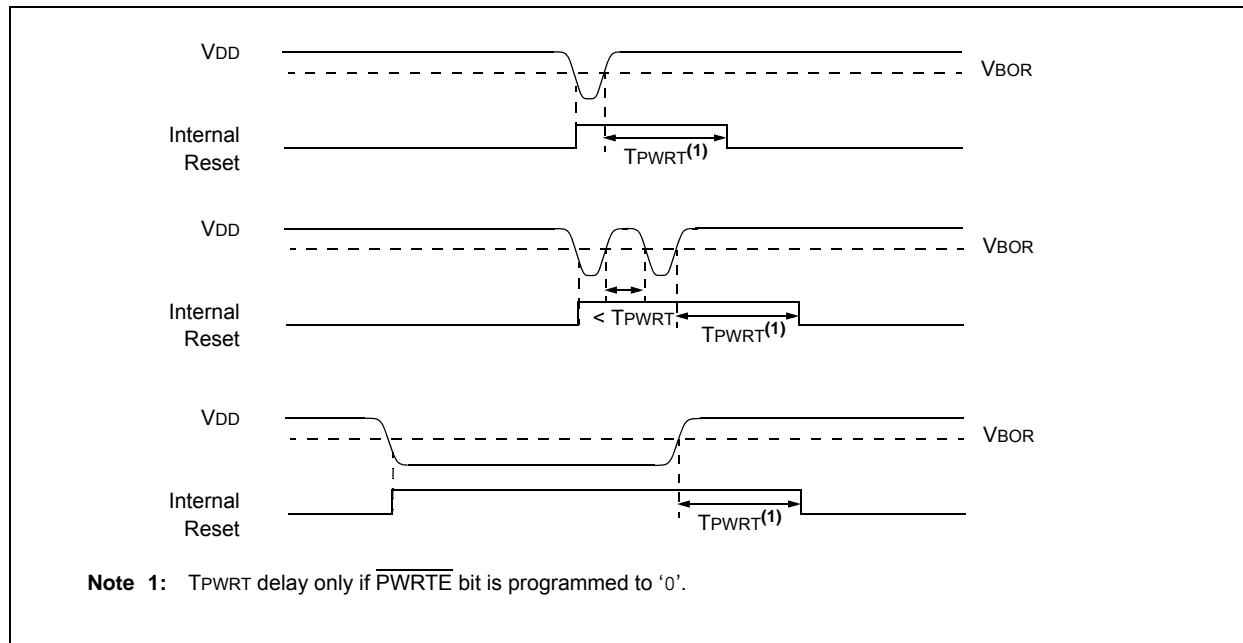 VDD
VBOR
Internal
Reset
TPWRT(1)
VDD
VBOR
Internal
Reset
< TPWRT
TPWRT(1)
VDD
VBOR
Internal
Reset
TPWRT(1)
Note 1: TPWRT delay only if P̅W̅R̅T̅E̅ bit is programmed to ‘0’.